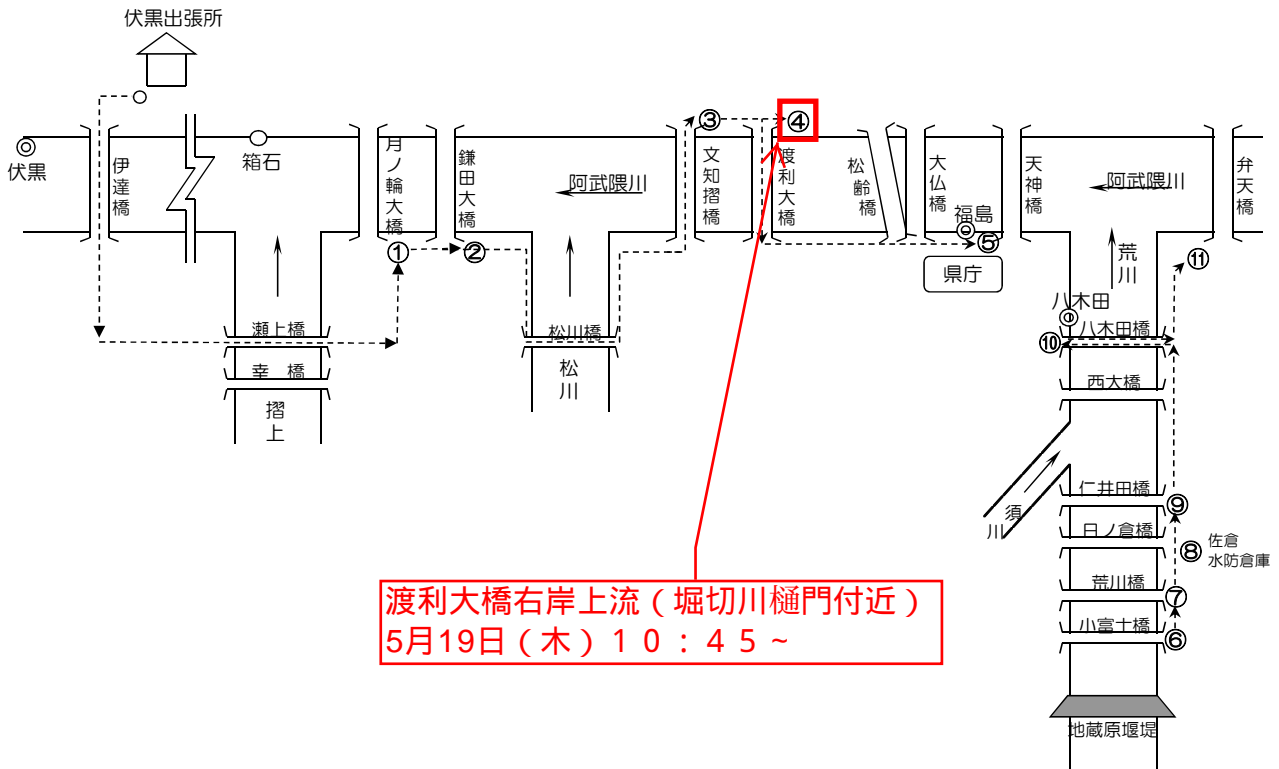 伏黒出張所
③
④
伏黒
伊達橋
箱石
月ノ輪大橋
鎌田大橋
阿武隈川
文知摺橋
渡利大橋
松齢橋
大仏橋
福島
天神橋
阿武隈川
弁天橋
①
②
⑤
県庁
荒川
⑪
八木田
瀬上橋
松川橋
八木田橋
⑩
幸 橋
松川
西大橋
摺上
仁井田橋
⑨
須川
日ノ倉橋
⑧
佐倉
水防倉庫
荒川橋
⑦
小富士橋
⑥
渡利大橋右岸上流(堀切川樋門付近)
5月19日(木)10:45~
地蔵原堰堤